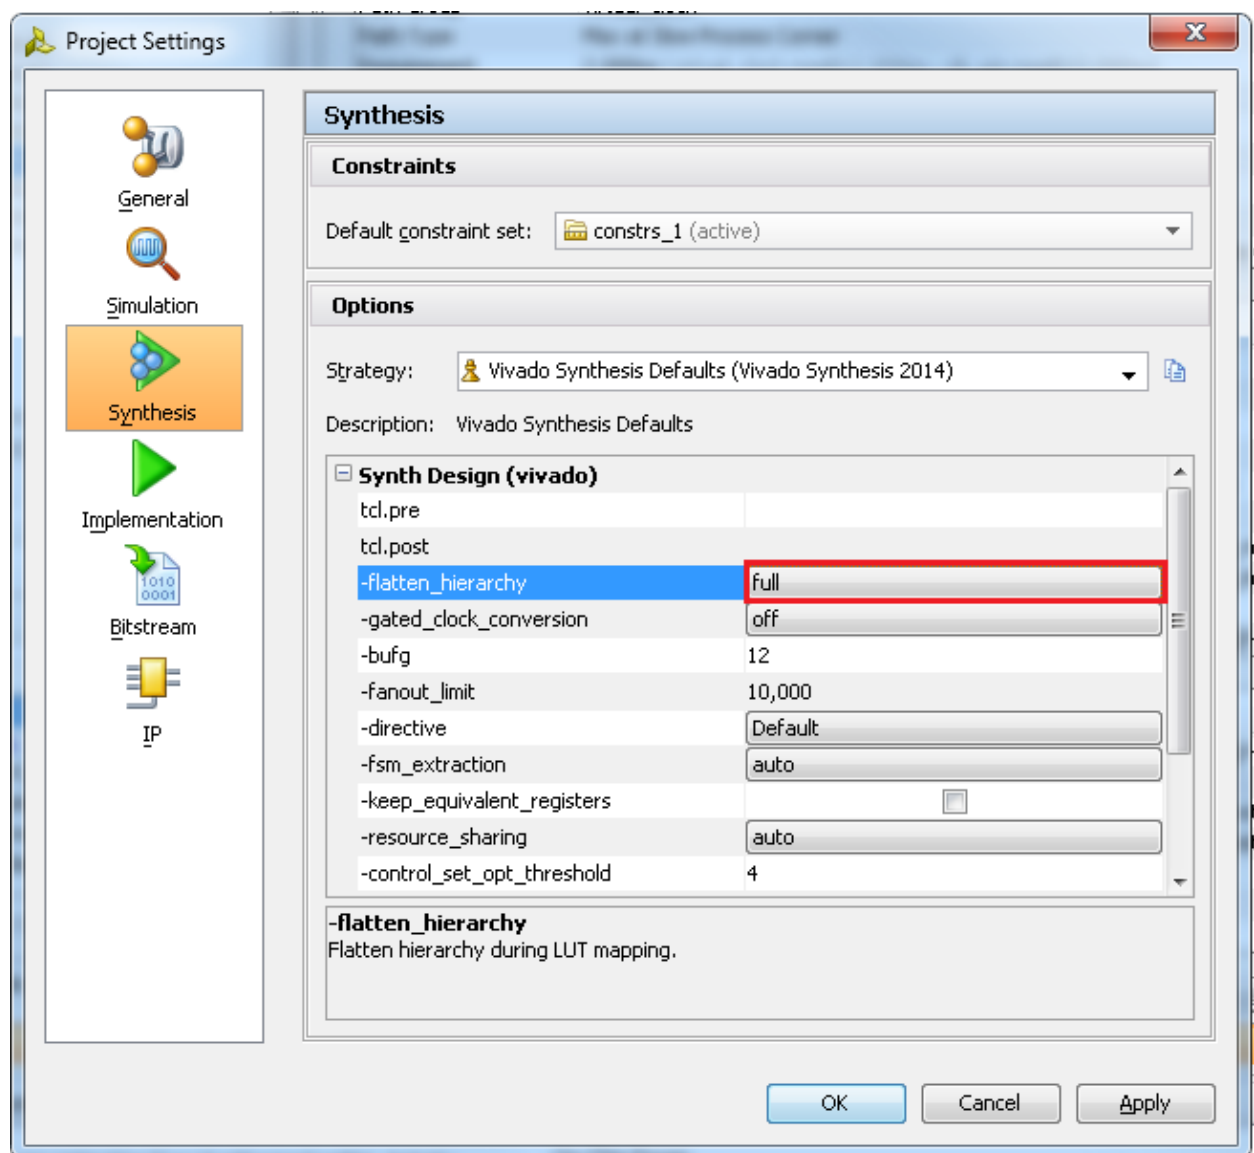 Project Settings
General
Simulation
Synthesis
Implementation
Bitstream
IP
Synthesis
Constraints
Default constraint set: constrs_1 (active)
Options
Strategy: Vivado Synthesis Defaults (Vivado Synthesis 2014)
Description: Vivado Synthesis Defaults
Synth Design (vivado)
tcl.pre
tcl.post
-flatten_hierarchy full
-gated_clock_conversion off
-bufg 12
-fanout_limit 10,000
-directive Default
-fsm_extraction auto
-keep_equivalent_registers
-resource_sharing auto
-control_set_opt_threshold 4
-flatten_hierarchy
Flatten hierarchy during LUT mapping.
OK Cancel Apply